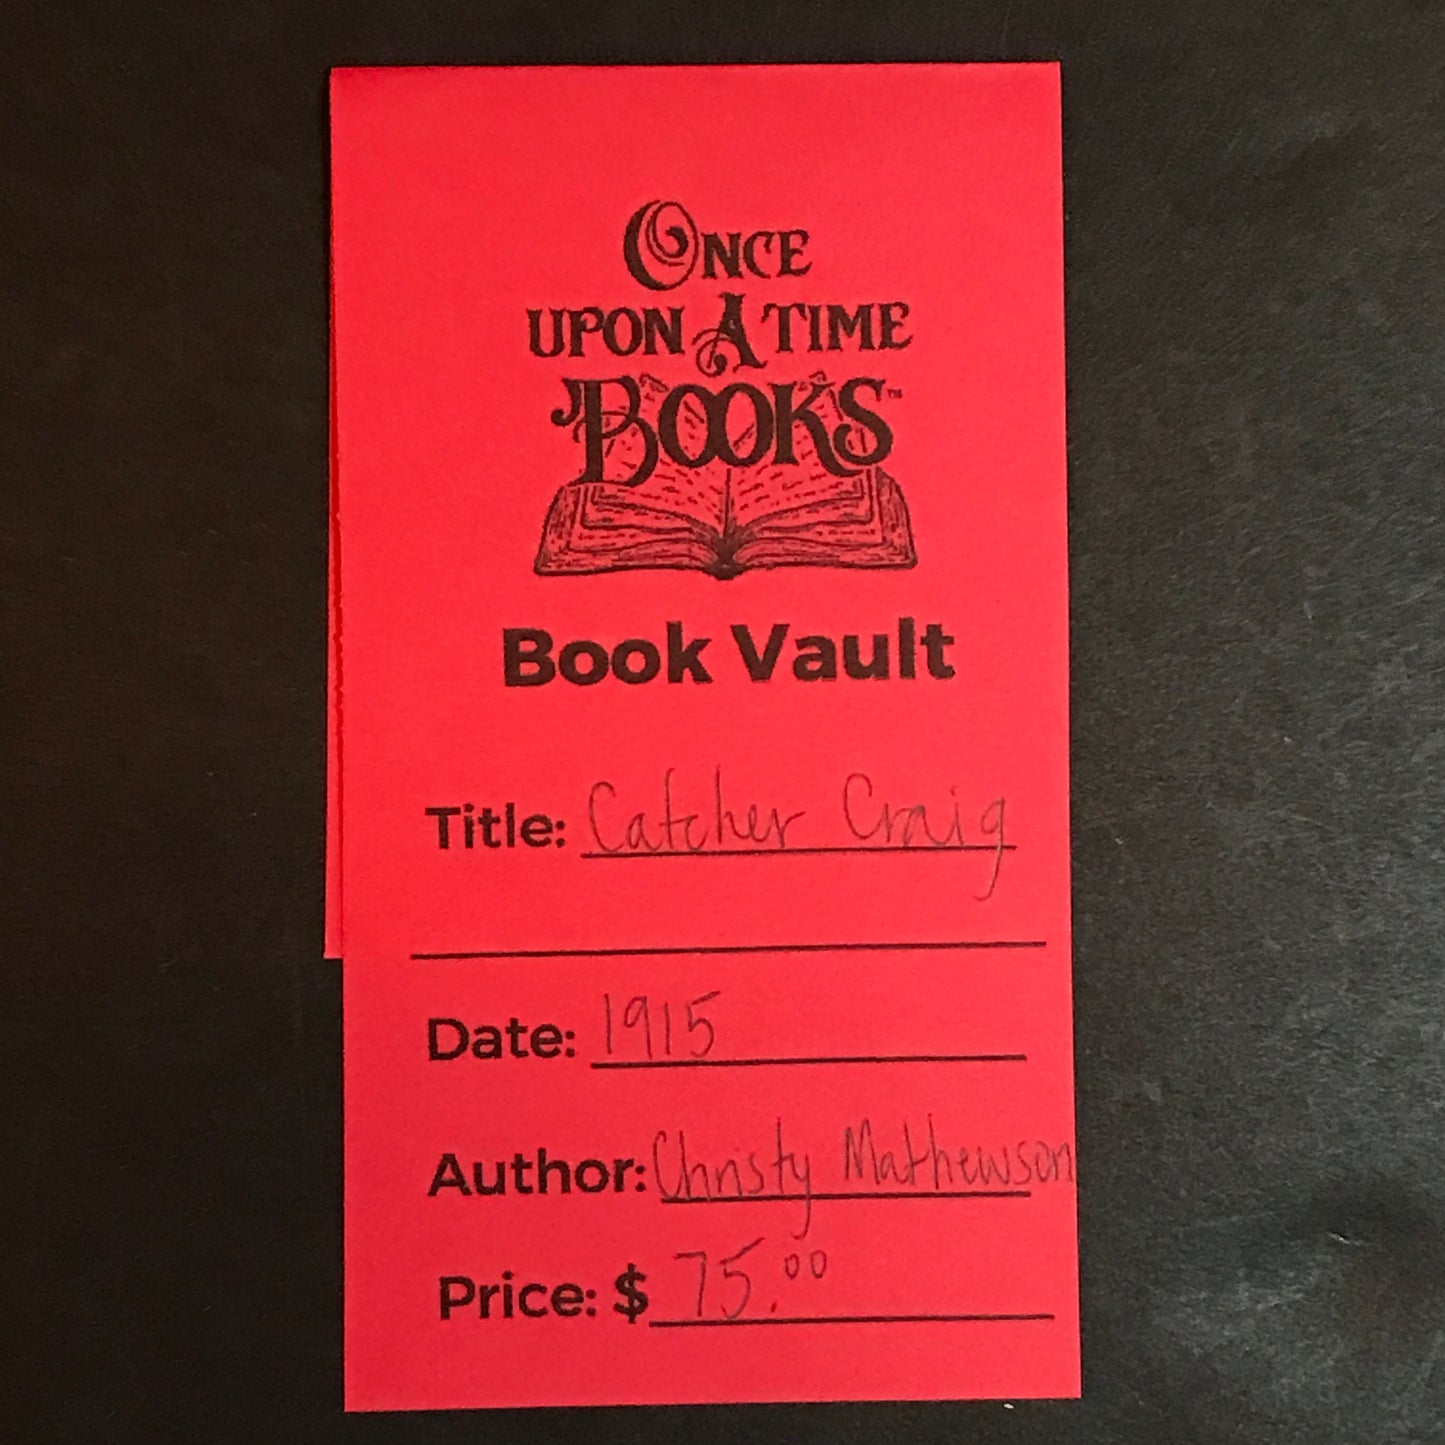 ONCE
UPON A TIME
BOOKS™
Book Vault
Title: Catcher Craig
Date: 1915
Author: Christy Mathewson
Price: $ 75.00